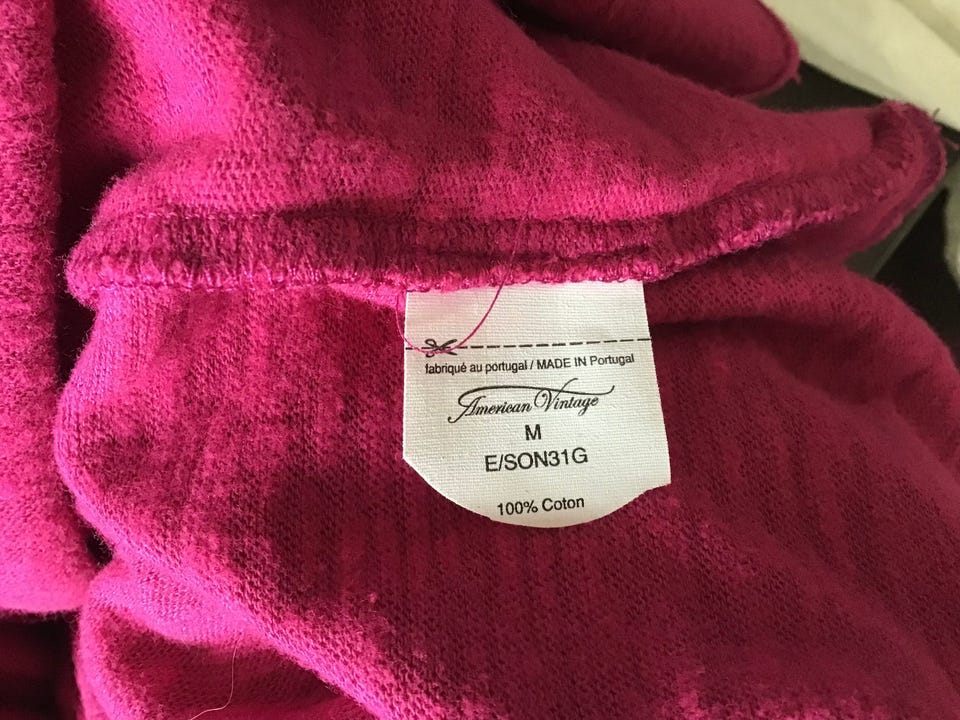 fabriqué au portugal / MADE IN Portugal
American Vintage
M
E/SON31G
100% Coton